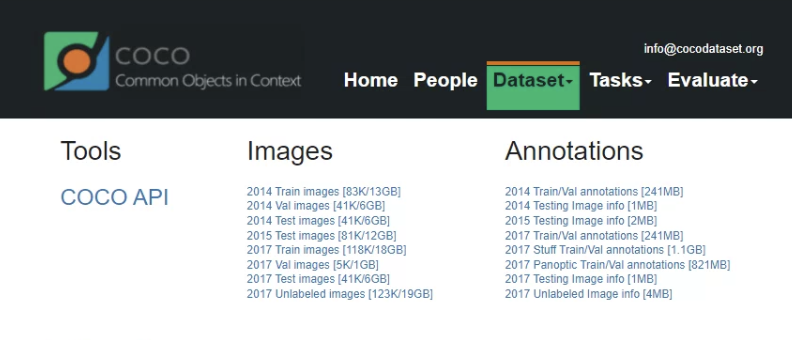 COCO
Common Objects in Context
info@cocodataset.org
Home People Dataset Tasks Evaluate
Tools
COCO API
Images
2014 Train images [83K/13GB]
2014 Val images [41K/6GB]
2014 Test images [41K/6GB]
2015 Test images [81K/12GB]
2017 Train images [118K/18GB]
2017 Val images [5K/1GB]
2017 Test images [41K/6GB]
2017 Unlabeled images [123K/19GB]
Annotations
2014 Train/Val annotations [241MB]
2014 Testing Image info [1MB]
2015 Testing Image info [2MB]
2017 Train/Val annotations [241MB]
2017 Stuff Train/Val annotations [1.1GB]
2017 Panoptic Train/Val annotations [821MB]
2017 Testing Image info [1MB]
2017 Unlabeled Image info [4MB]